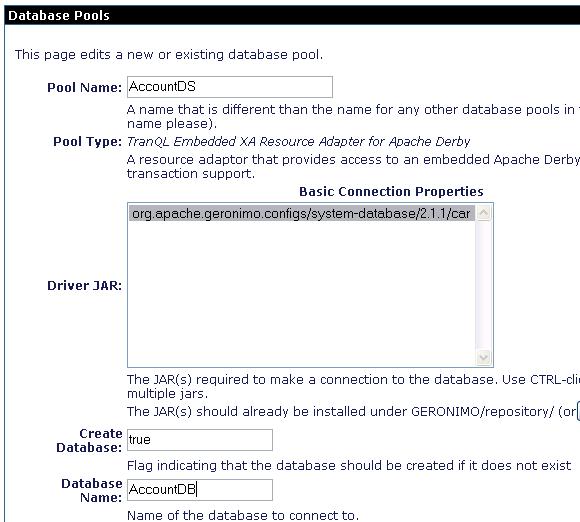 Database Pools
This page edits a new or existing database pool.
Pool Name: AccountDS
A name that is different than the name for any other database pools in
name please).
Pool Type: TranQL Embedded XA Resource Adapter for Apache Derby
A resource adaptor that provides access to an embedded Apache Derby
transaction support.
Basic Connection Properties
org.apache.geronimo.configs/system-database/2.1.1/car
Driver JAR:
The JAR(s) required to make a connection to the database. Use CTRL-clic
multiple jars.
The JAR(s) should already be installed under GERONIMO/repository/ (or
Create
Database: true
Flag indicating that the database should be created if it does not exist
Database
Name: AccountDB
Name of the database to connect to.